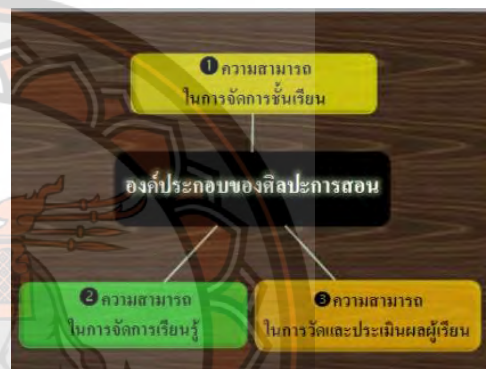 ❶ ความสามารถ
ในการจัดการชั้นเรียน
องค์ประกอบของศิลปะการสอน
❷ ความสามารถ
ในการจัดการเรียนรู้
❸ ความสามารถ
ในการวัดและประเมินผลผู้เรียน